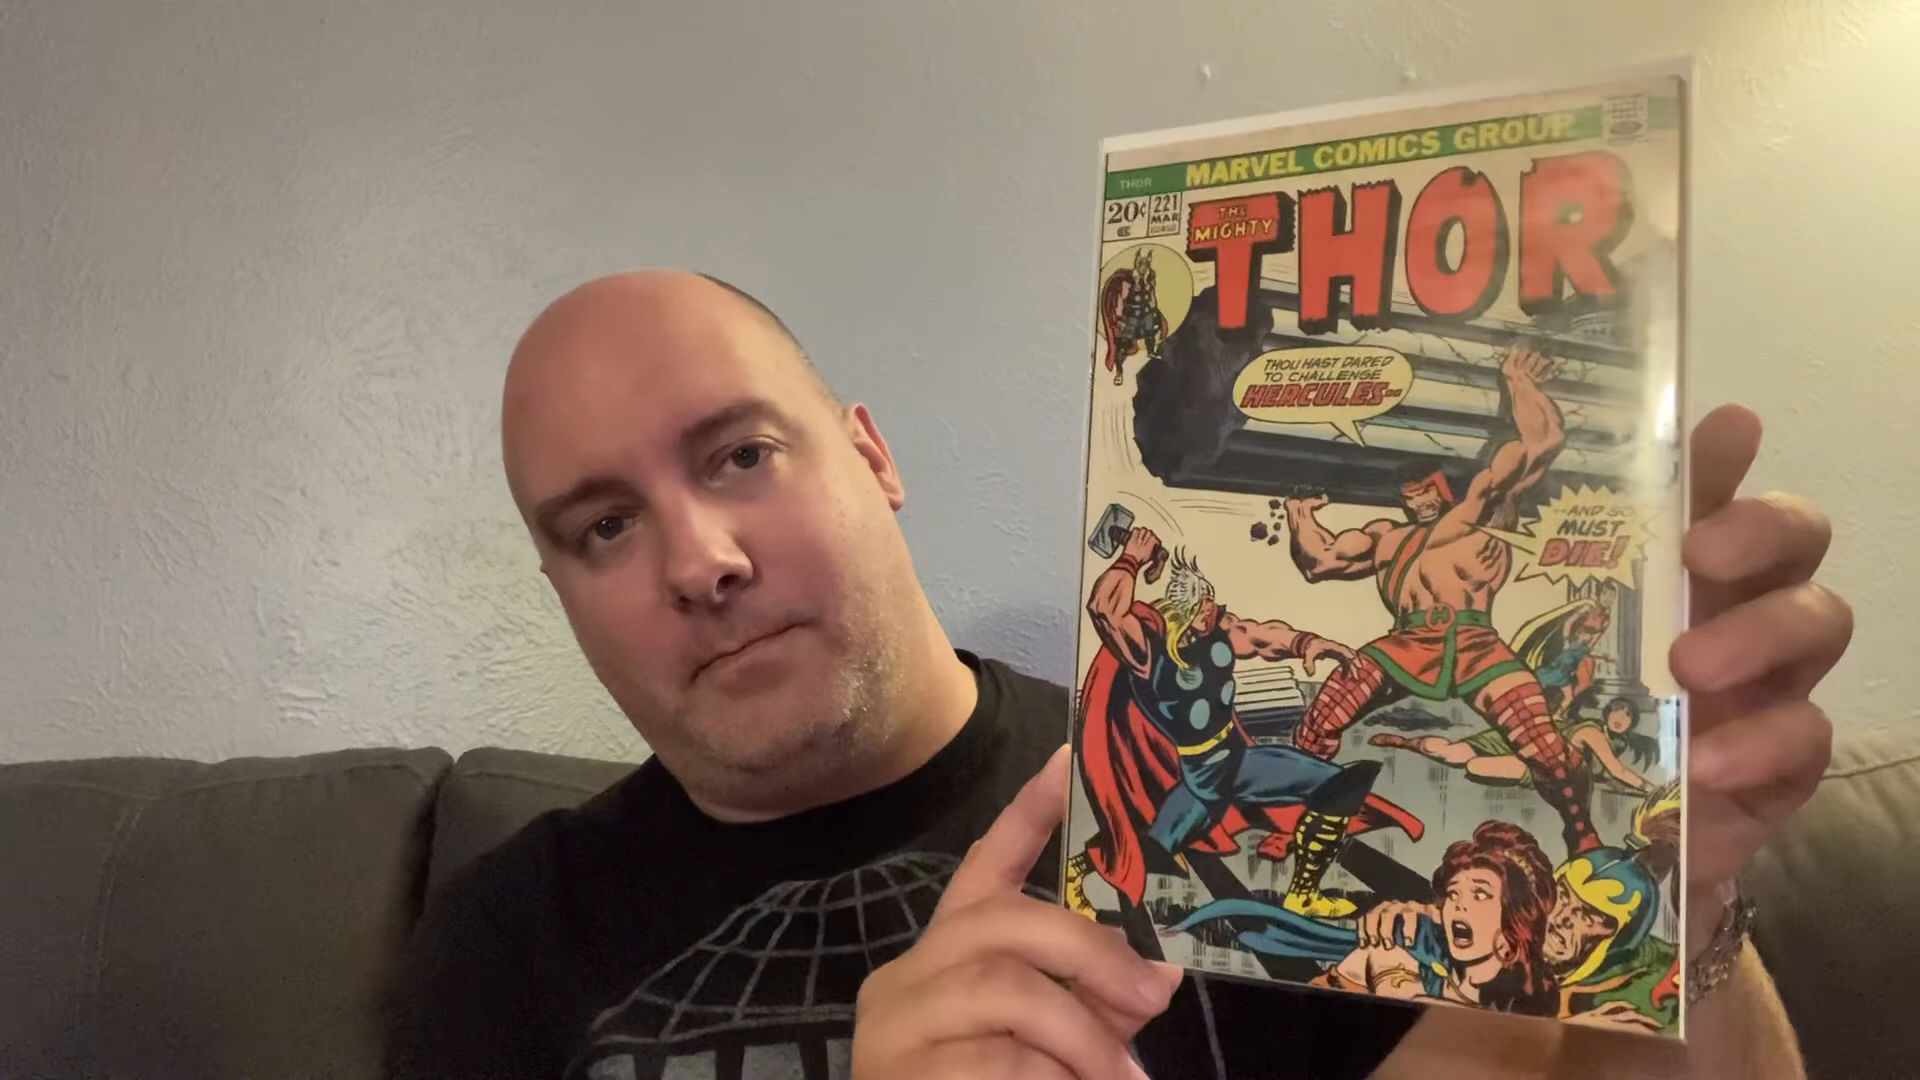 MARVEL COMICS GROUP
THOR
20¢
221
MAR
THE
MIGHTY
THOR
THOU HAST DARED
TO CHALLENGE
HERCULES--
--AND SO
MUST
DIE!